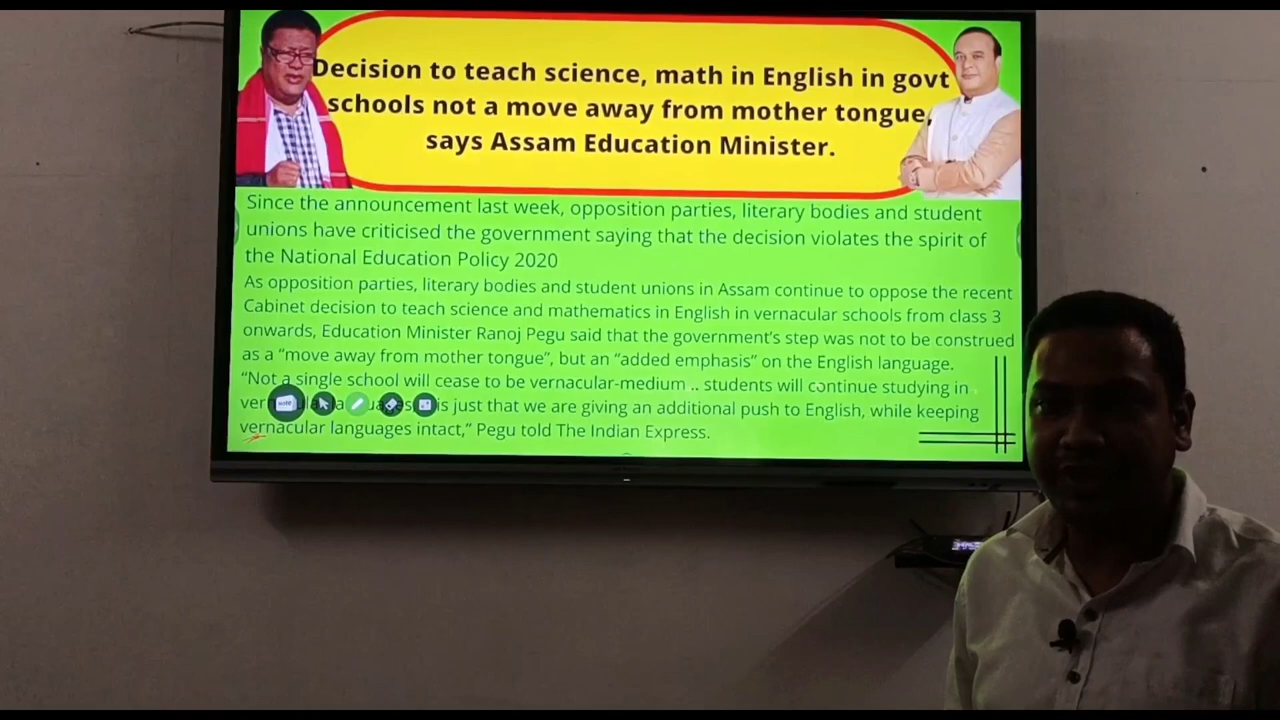 Decision to teach science, math in English in govt
schools not a move away from mother tongue,
says Assam Education Minister.
Since the announcement last week, opposition parties, literary bodies and student
unions have criticised the government saying that the decision violates the spirit of
the National Education Policy 2020
As opposition parties, literary bodies and student unions in Assam continue to oppose the recent
Cabinet decision to teach science and mathematics in English in vernacular schools from class 3
onwards, Education Minister Ranoj Pegu said that the government's step was not to be construed
as a “move away from mother tongue”, but an “added emphasis” on the English language.
“Not a single school will cease to be vernacular-medium .. students will continue studying in
is just that we are giving an additional push to English, while keeping
vernacular languages intact,” Pegu told The Indian Express.